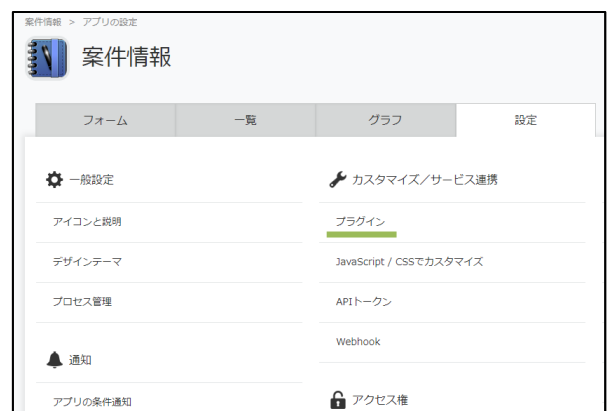 案件情報 > アプリの設定
案件情報
フォーム
一覧
グラフ
設定
一般設定
アイコンと説明
デザインテーマ
プロセス管理
通知
アプリの条件通知
カスタマイズ／サービス連携
プラグイン
JavaScript / CSSでカスタマイズ
APIトークン
Webhook
アクセス権